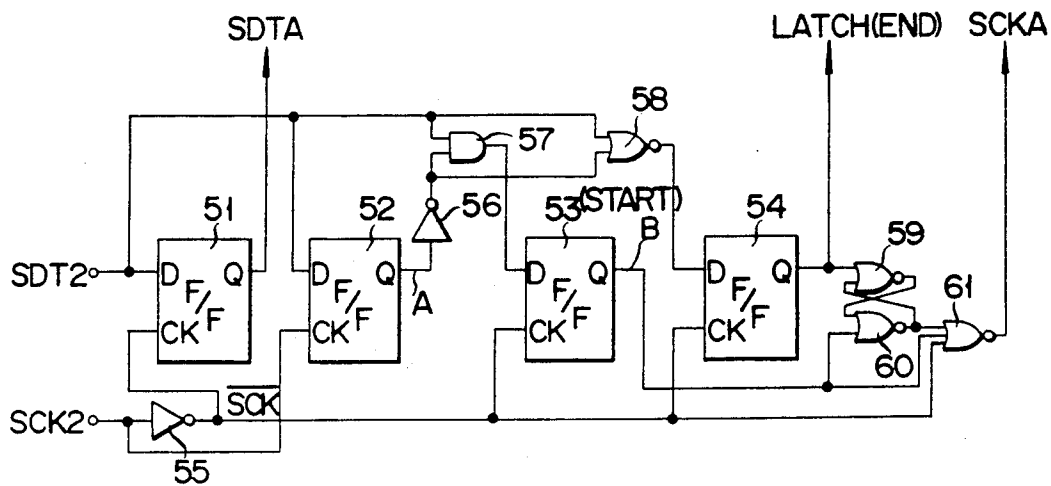 SDTA
LATCH(END) SCKA
58
57
51
52
56
53
(START)
54
59
B
61
SDT2
D Q
D Q
D
D Q
F/F
F/F
F/F
F/F
A
CK
CK
CK
CK
60
SCK
SCK2
55